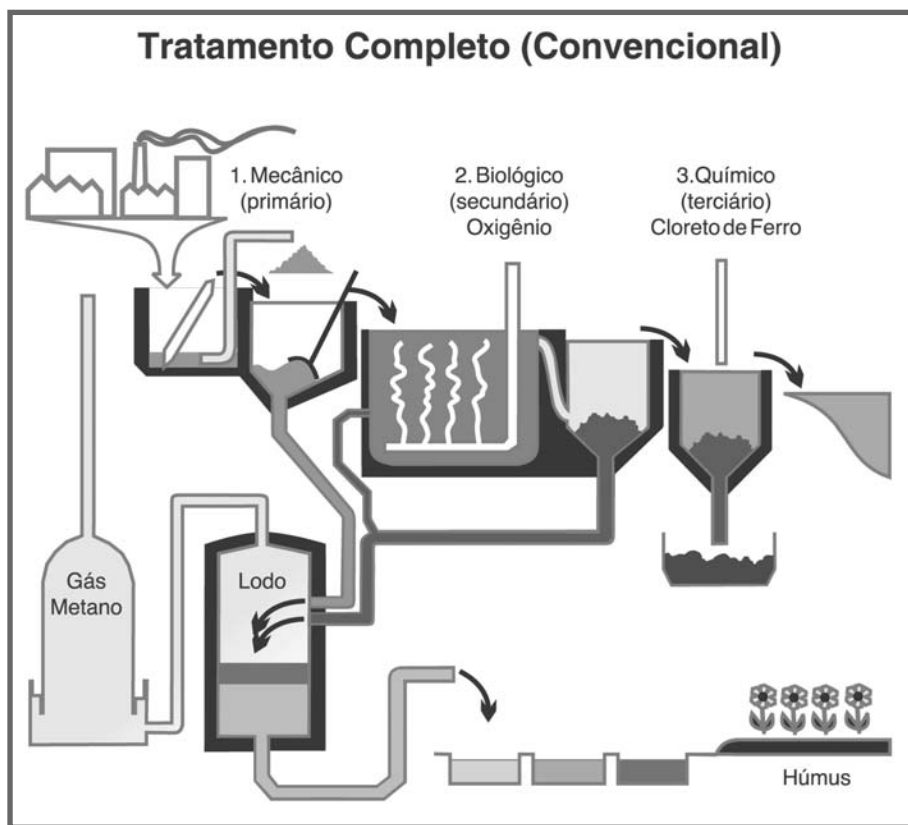 Tratamento Completo (Convencional)
1. Mecânico
(primário)
2. Biológico
(secundário)
Oxigênio
3.Químico
(terciário)
Cloreto de Ferro
Gás
Metano
Lodo
Húmus